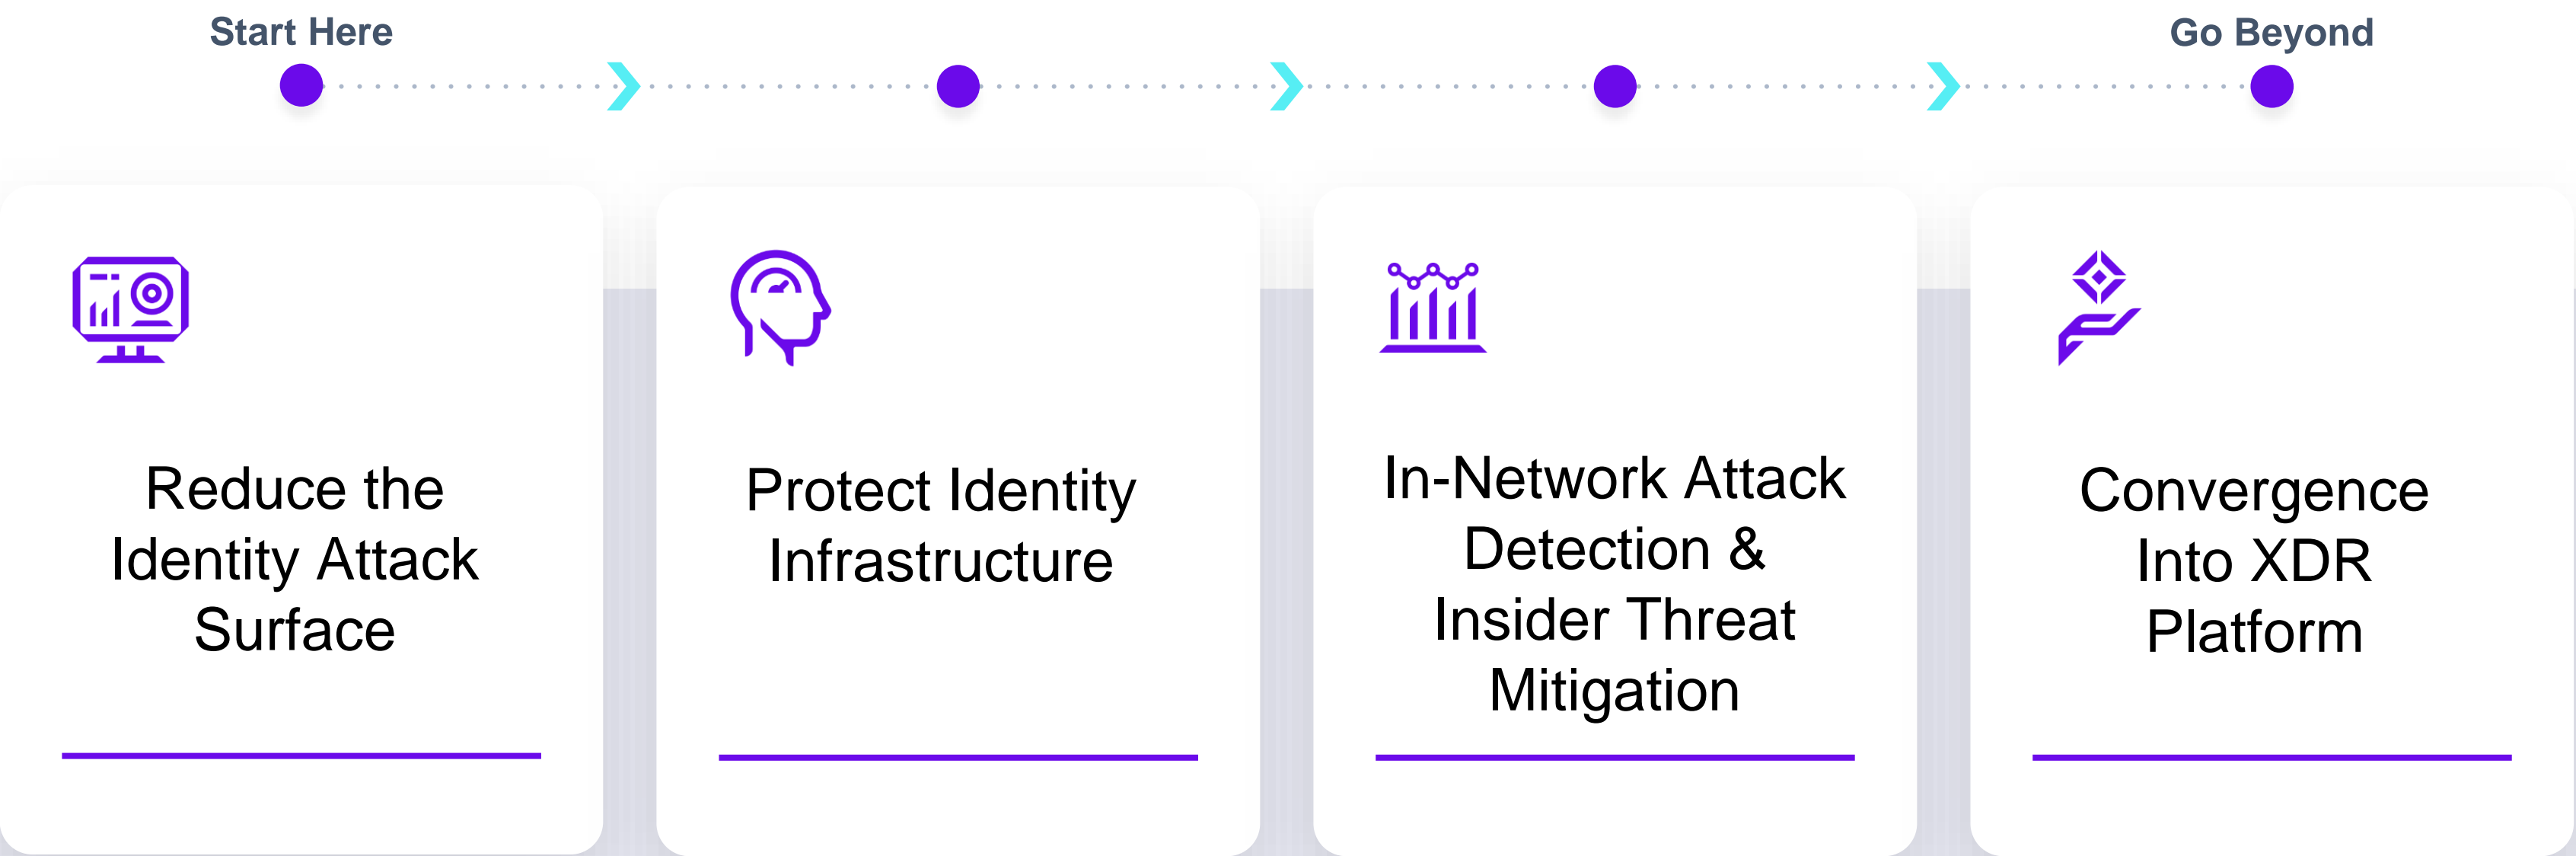 Start Here
Go Beyond
Reduce the
Identity Attack
Surface
Protect Identity
Infrastructure
In-Network Attack
Detection &
Insider Threat
Mitigation
Convergence
Into XDR
Platform